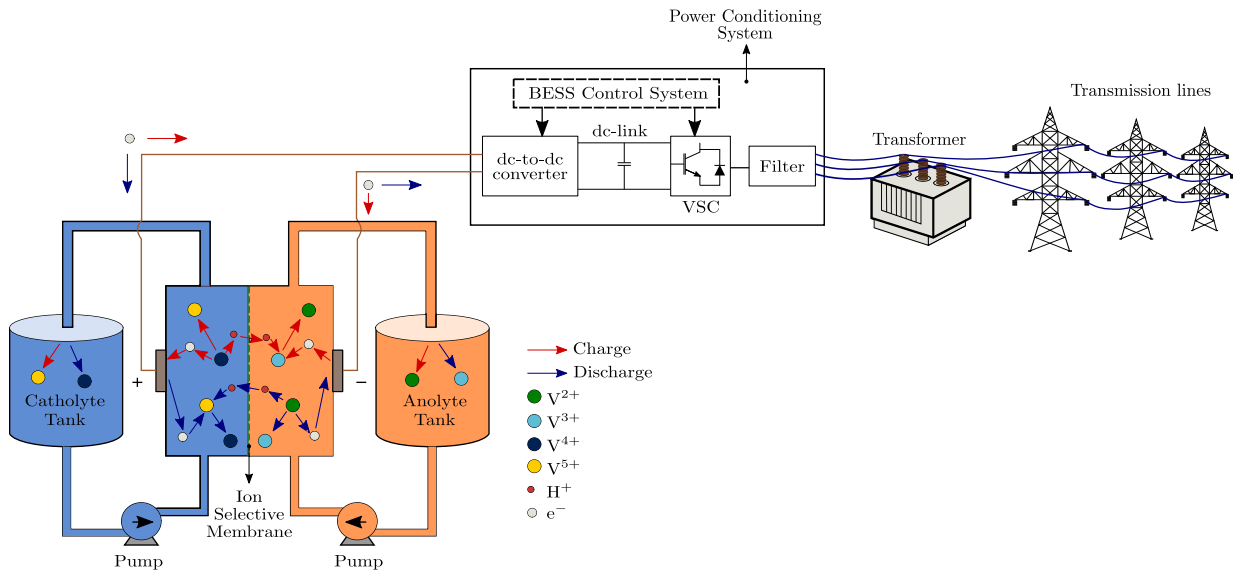 Power Conditioning
System
BESS Control System
dc-link
dc-to-dc
converter
VSC
Filter
Transformer
Transmission lines
+
−
Catholyte
Tank
Anolyte
Tank
Ion
Selective
Membrane
Pump
Pump
Charge
Discharge
V²⁺
V³⁺
V⁴⁺
V⁵⁺
H⁺
e⁻